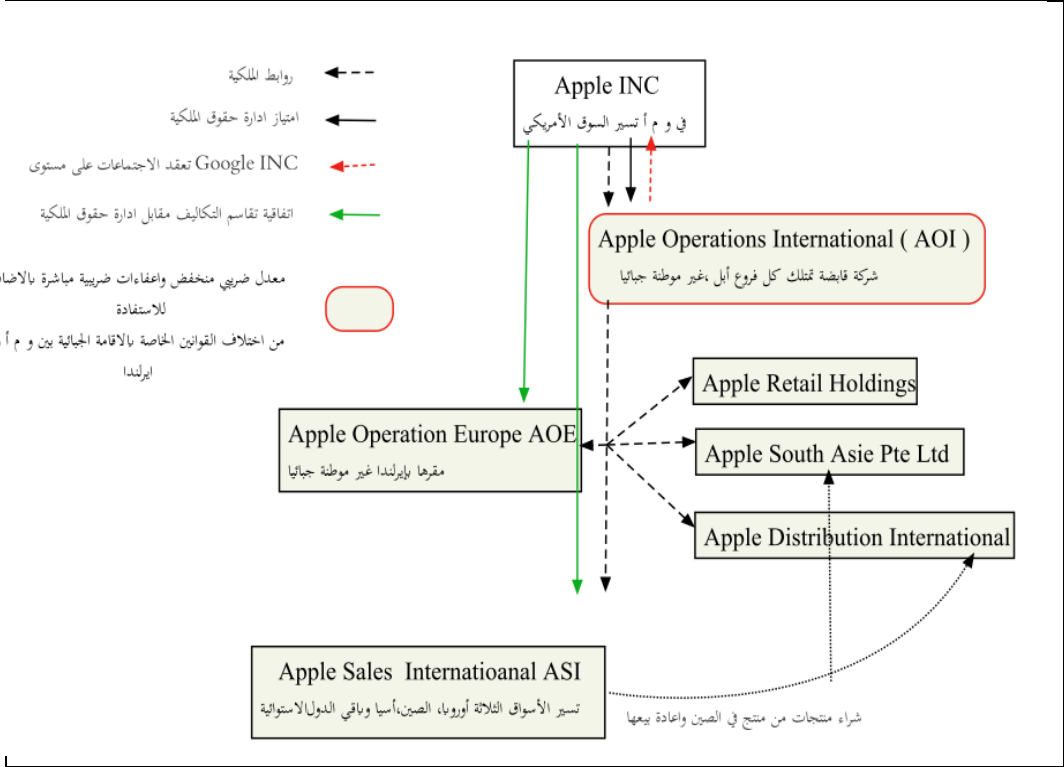 Apple INC
في و م أ تسير السوق الأمريكي
روابط الملكية
امتياز ادارة حقوق الملكية
Google INC تعقد الاجتماعات على مستوى
اتفاقية تقاسم التكاليف مقابل ادارة حقوق الملكية
معدل ضريبي منخفض واعفاءات ضريبية مباشرة بالاضا
للاستفادة
من اختلاف القوانين الخاصة بالاقامة الجبائية بين و م أ
ايرلندا
Apple Operations International ( AOI )
شركة قابضة تمتلك كل فروع أبل ،غير موطنة جبائيا
Apple Retail Holdings
Apple Operation Europe AOE
مقرها بإيرلندا غير موطنة جبائيا
Apple South Asie Pte Ltd
Apple Distribution International
Apple Sales Internatioanal ASI
تسير الأسواق الثلاثة أوروبا، الصين،أسيا وباقي الدول الاستوائية
شراء منتجات من منتج في الصين واعادة بيعها